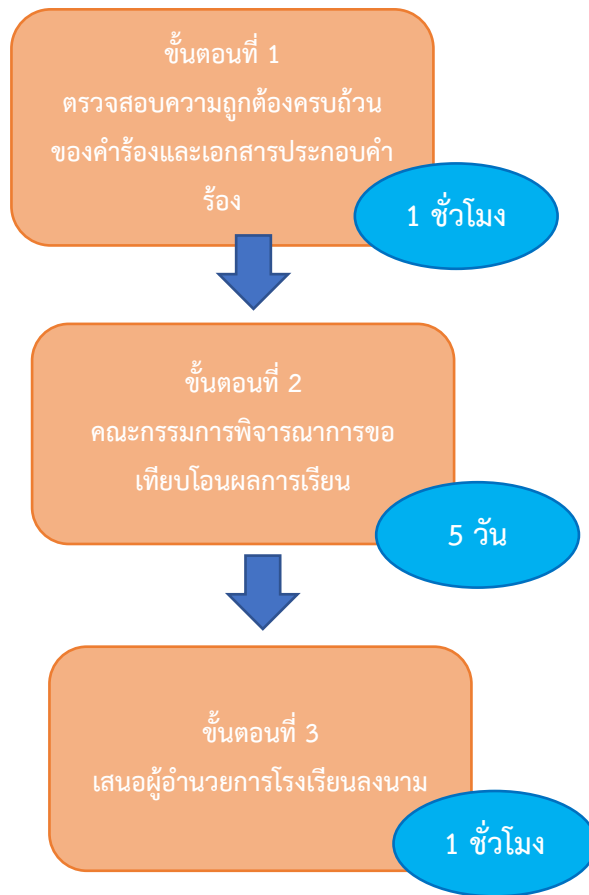 ขั้นตอนที่ 1
ตรวจสอบความถูกต้องครบถ้วน
ของคำร้องและเอกสารประกอบคำ
ร้อง
1 ชั่วโมง
ขั้นตอนที่ 2
คณะกรรมการพิจารณาการขอ
เทียบโอนผลการเรียน
5 วัน
ขั้นตอนที่ 3
เสนอผู้อำนวยการโรงเรียนลงนาม
1 ชั่วโมง